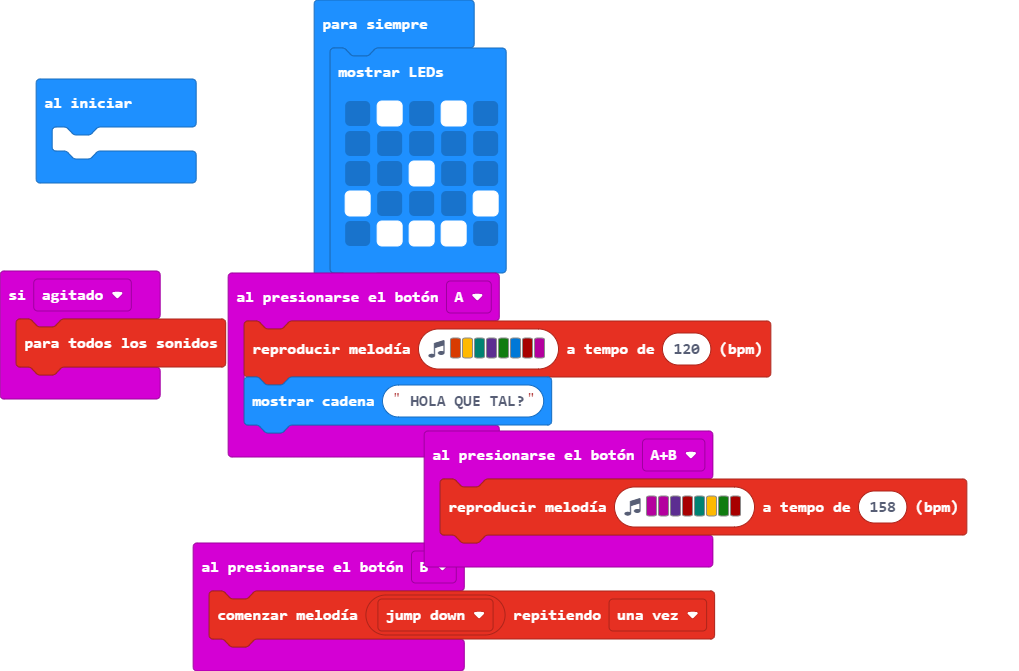 para siempre
mostrar LEDs
al iniciar
si agitado
para todos los sonidos
al presionarse el botón A
reproducir melodía a tempo de 120 (bpm)
mostrar cadena " HOLA QUE TAL? "
al presionarse el botón A+B
reproducir melodía a tempo de 158 (bpm)
al presionarse el botón B
comenzar melodía jump down repitiendo una vez